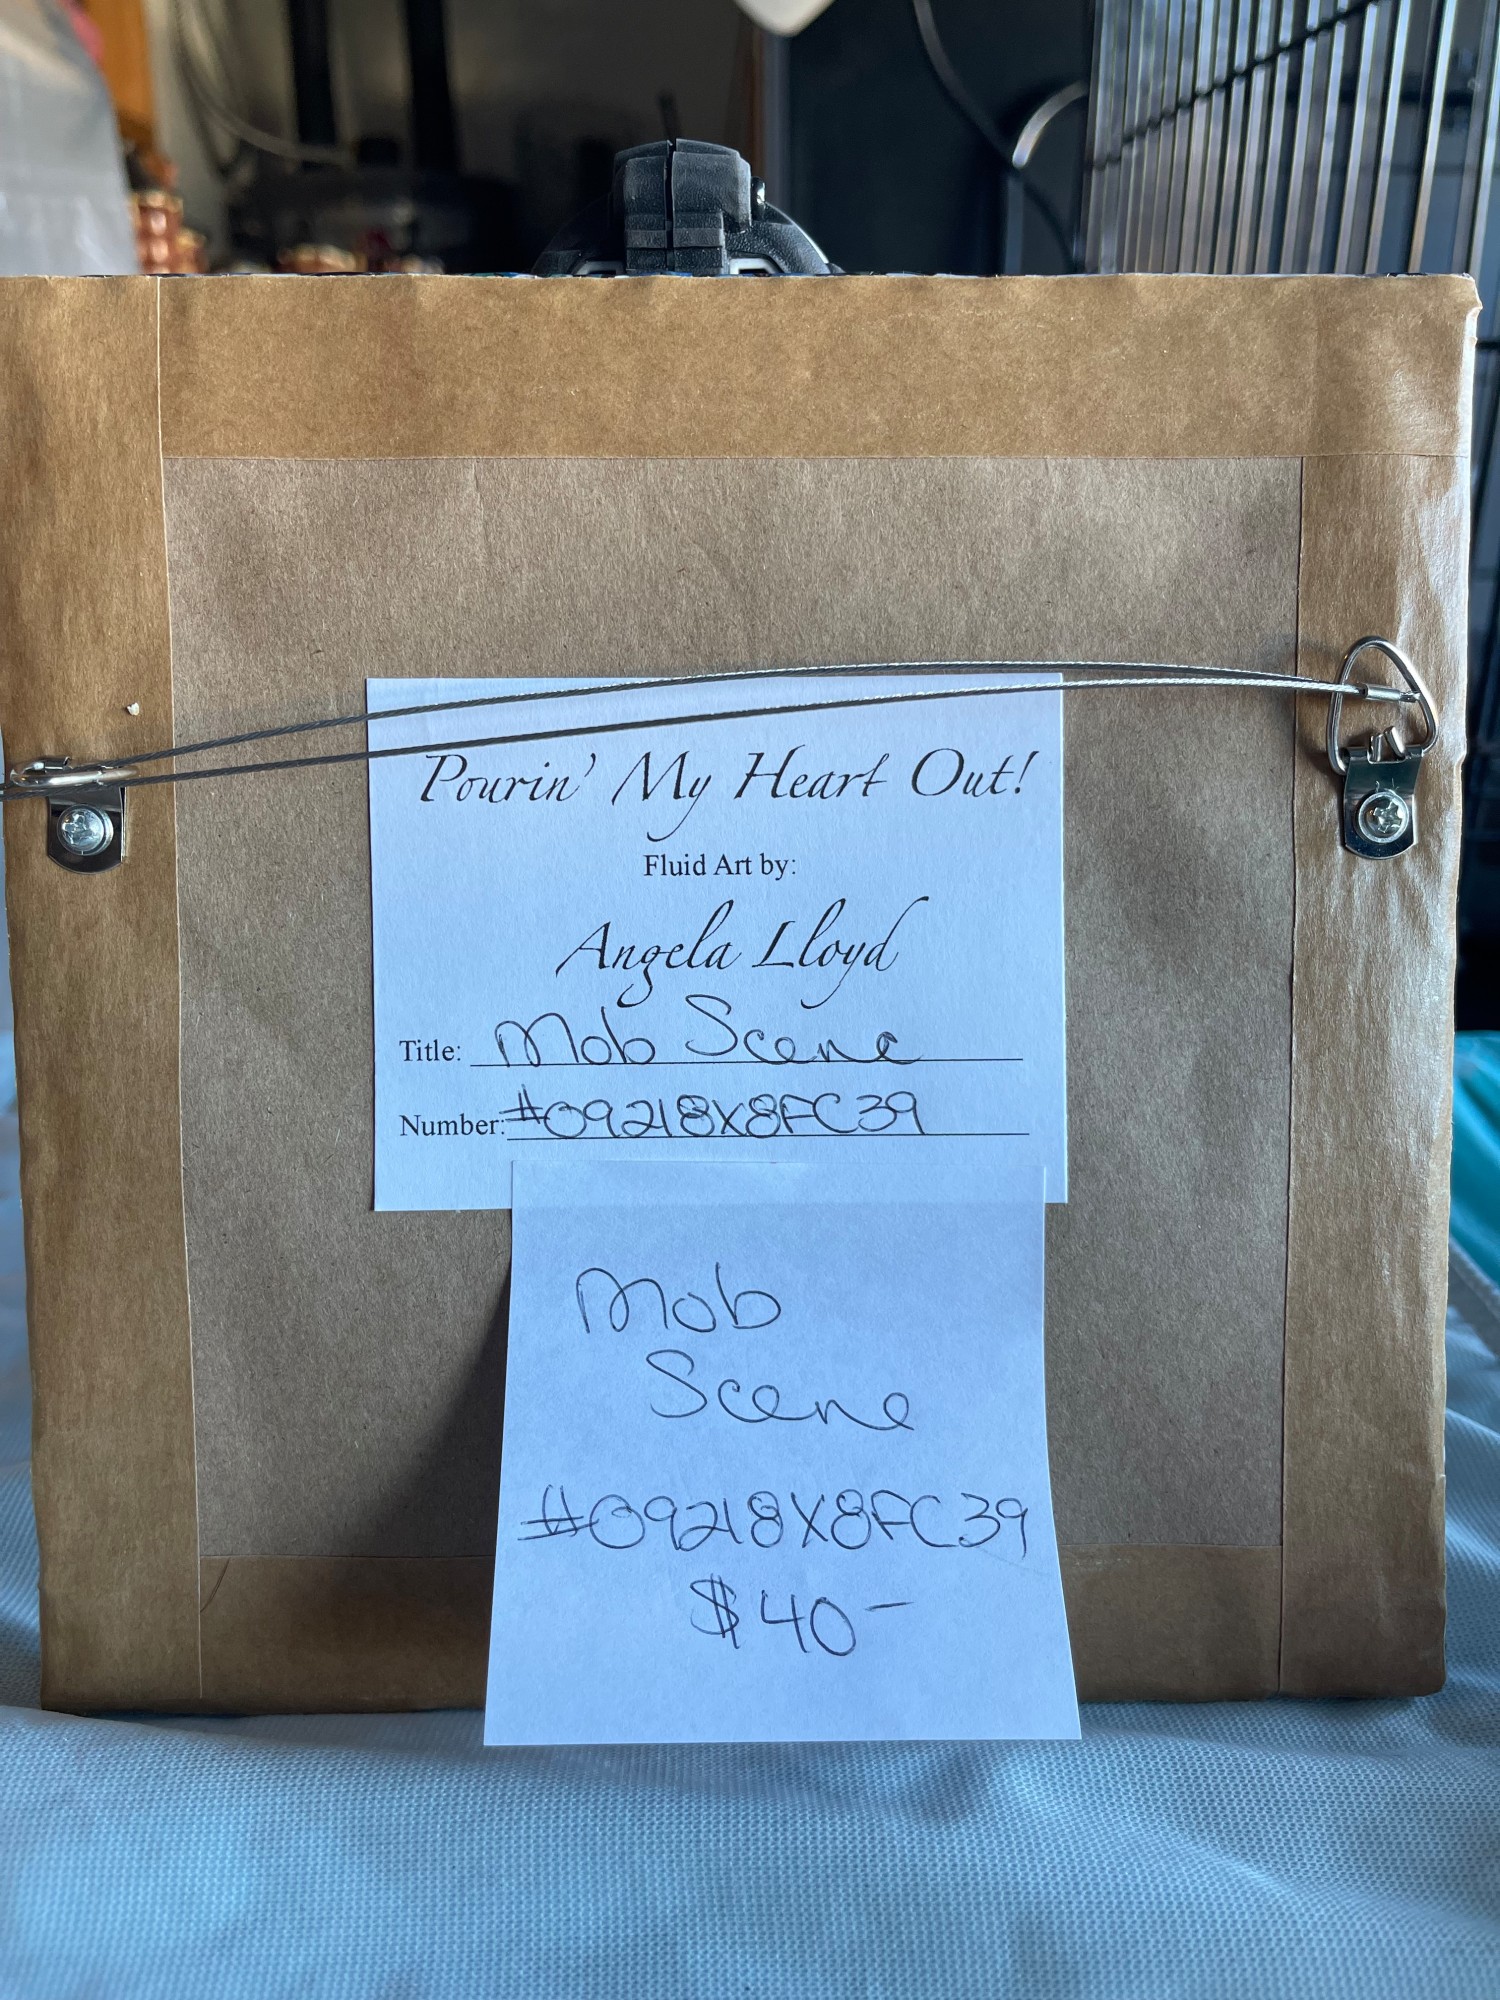 Pourin' My Heart Out!
Fluid Art by:
Angela Lloyd
Title: Mob Scene
Number: #09218X8FC39
Mob
Scene
#09218X8FC39
$40-